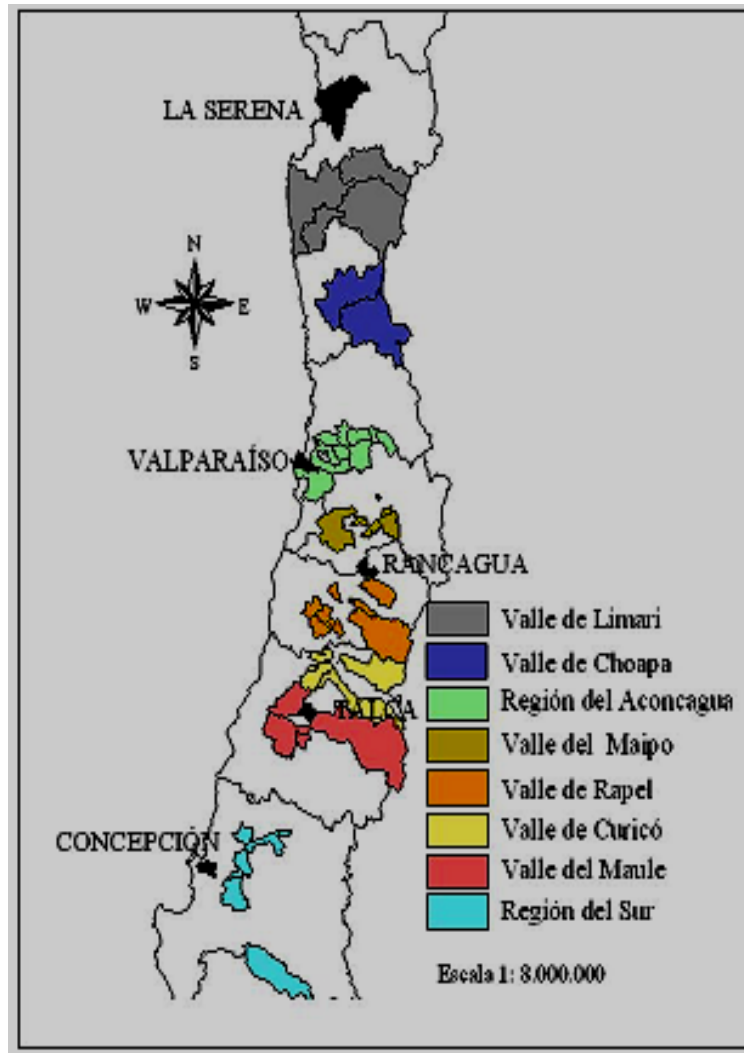 LA SERENA
N
W E
S
VALPARAÍSO
RANCAGUA
Valle de Limarí
Valle de Choapa
Región del Aconcagua
TALCA
Valle del Maipo
Valle de Rapel
CONCEPCIÓN
Valle de Curicó
Valle del Maule
Región del Sur
Escala 1: 8.000.000